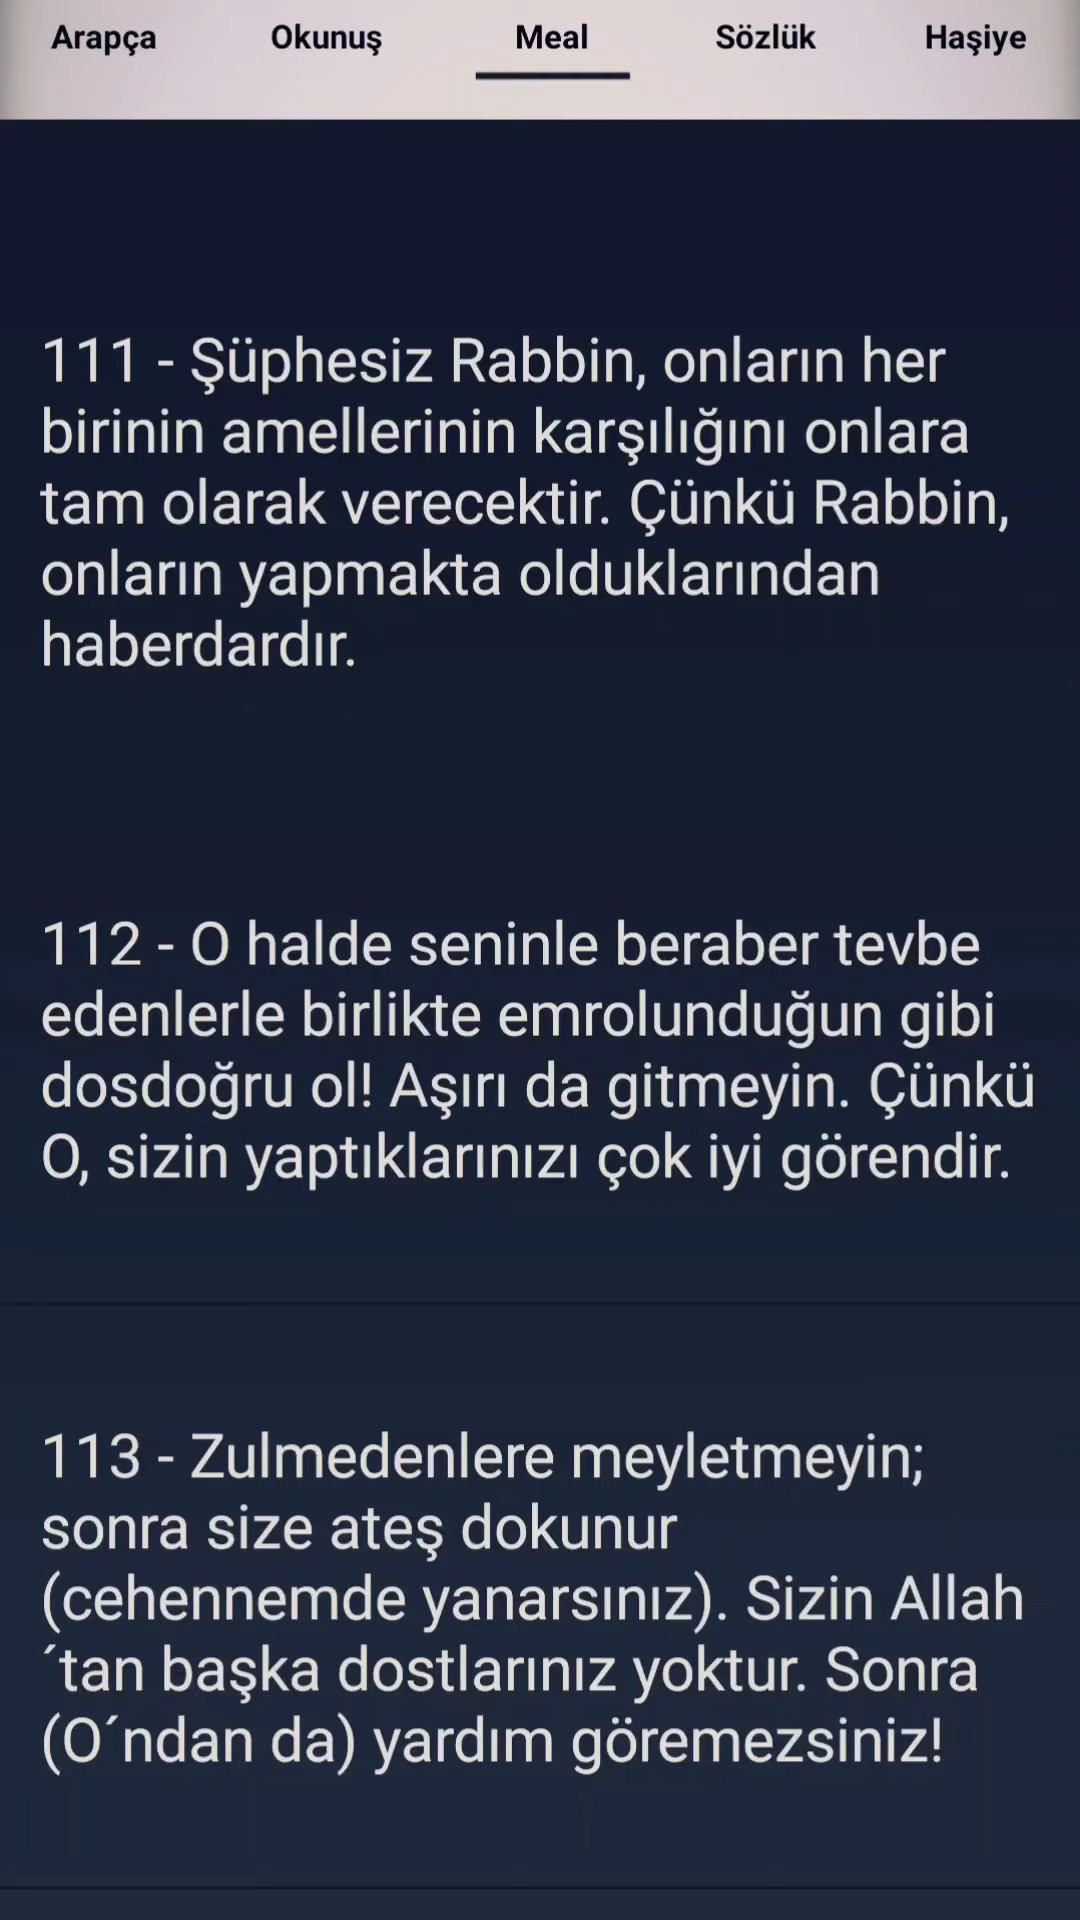 Arapça Okunuş Meal Sözlük Haşiye
111 - Şüphesiz Rabbin, onların her
birinin amellerinin karşılığını onlara
tam olarak verecektir. Çünkü Rabbin,
onların yapmakta olduklarından
haberdardır.
112 - O halde seninle beraber tevbe
edenlerle birlikte emrolunduğun gibi
dosdoğru ol! Aşırı da gitmeyin. Çünkü
O, sizin yaptıklarınızı çok iyi görendir.
113 - Zulmedenlere meyletmeyin;
sonra size ateş dokunur
(cehennemde yanarsınız). Sizin Allah
´tan başka dostlarınız yoktur. Sonra
(O´ndan da) yardım göremezsiniz!